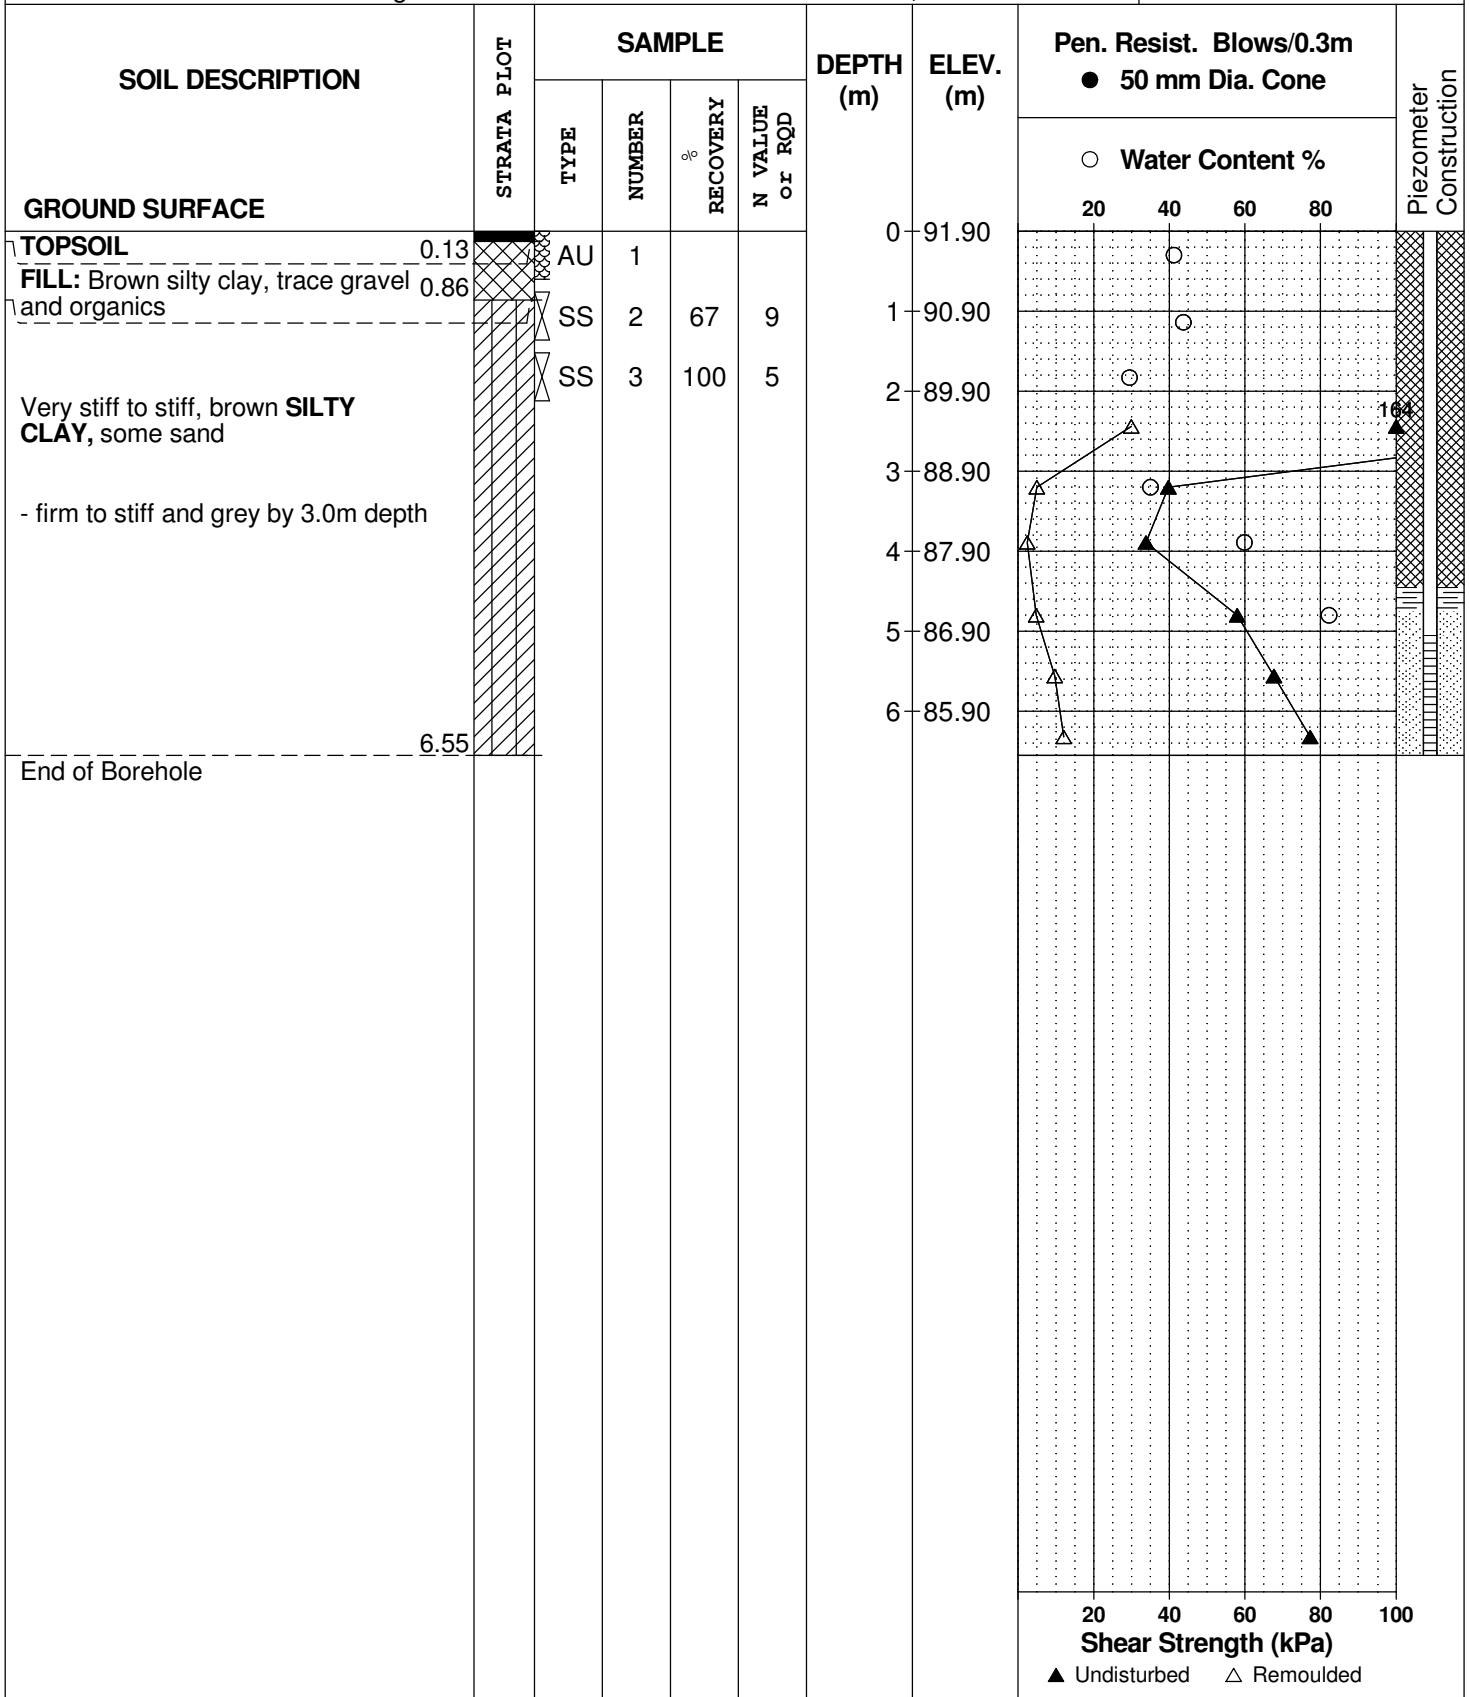 SOIL DESCRIPTION
GROUND SURFACE
STRATA PLOT
SAMPLE
TYPE
NUMBER
% RECOVERY
N VALUE or RQD
DEPTH (m)
ELEV. (m)
Pen. Resist. Blows/0.3m
● 50 mm Dia. Cone
○ Water Content %
20 40 60 80
Piezometer Construction
0 91.90
TOPSOIL 0.13
AU 1
FILL: Brown silty clay, trace gravel 0.86
and organics
1 90.90
SS 2 67 9
SS 3 100 5
2 89.90
164
Very stiff to stiff, brown SILTY
CLAY, some sand
3 88.90
- firm to stiff and grey by 3.0m depth
4 87.90
5 86.90
6 85.90
6.55
End of Borehole
20 40 60 80 100
Shear Strength (kPa)
▲ Undisturbed △ Remoulded